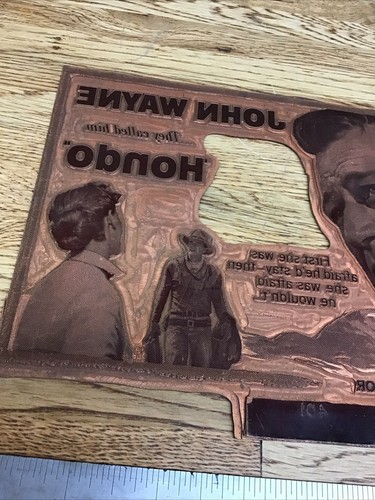 JOHN WAYNE
They called him....
"Hondo"
First she was
afraid he'd stay–then
she was afraid
he wouldn't.